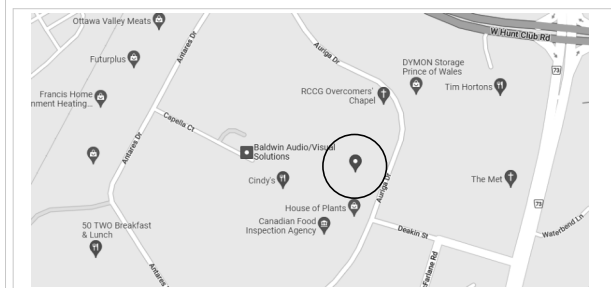 Ottawa Valley Meats
W Hunt Club Rd
Antares Dr
Auriga Dr
Futurplus
DYMON Storage
Prince of Wales
73
Tim Hortons
RCCG Overcomers'
Chapel
Francis Home
nment Heating...
Capella Ct
Antares Dr
Baldwin Audio/Visual
Solutions
Cindy's
The Met
Auriga Dr
House of Plants
73
Canadian Food
Inspection Agency
50 TWO Breakfast
& Lunch
Deakin St
Waterbend Ln
Antares
cFarlane Rd